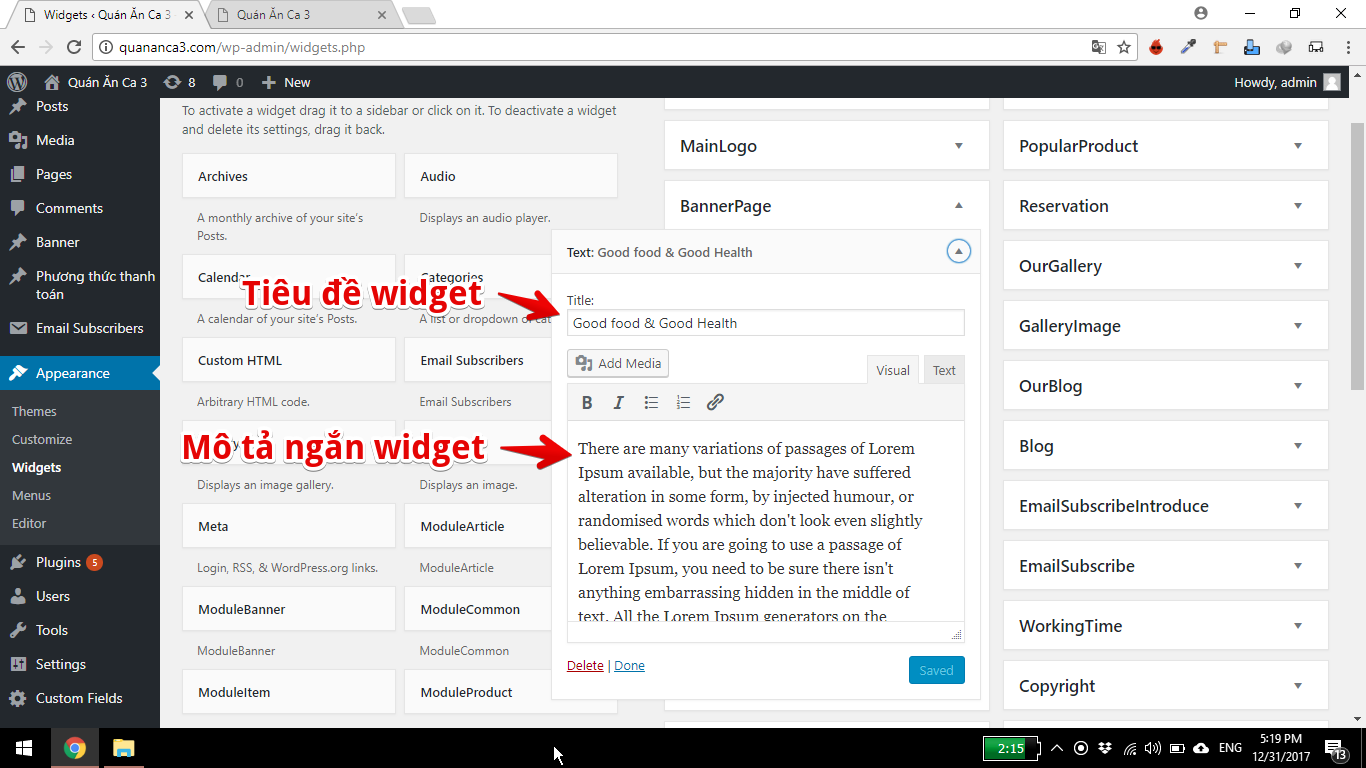 Widgets ‹ Quán Ăn Ca 3
Quán Ăn Ca 3
quananca3.com/wp-admin/widgets.php
Quán Ăn Ca 3
8
0
New
Howdy, admin
Posts
Media
Pages
Comments
Banner
Phương thức thanh
toán
Email Subscribers
Appearance
Themes
Customize
Widgets
Menus
Editor
Plugins 5
Users
Tools
Settings
Custom Fields
To activate a widget drag it to a sidebar or click on it. To deactivate a widget
and delete its settings, drag it back.
Archives
A monthly archive of your site's
Posts.
Audio
Displays an audio player.
Calendar
A calendar of your site's Posts.
Categories
A list or dropdown of
Custom HTML
Arbitrary HTML code.
Email Subscribers
Email Subscribers
Displays an image gallery.
Displays an image.
Meta
Login, RSS, & WordPress.org links.
ModuleArticle
ModuleArticle
ModuleBanner
ModuleBanner
ModuleCommon
ModuleCommon
ModuleItem
ModuleProduct
Tiêu đề widget
Mô tả ngắn widget
MainLogo
BannerPage
Text: Good food & Good Health
Title:
Good food & Good Health
Add Media
Visual
Text
B I
There are many variations of passages of Lorem
Ipsum available, but the majority have suffered
alteration in some form, by injected humour, or
randomised words which don't look even slightly
believable. If you are going to use a passage of
Lorem Ipsum, you need to be sure there isn't
anything embarrassing hidden in the middle of
text. All the Lorem Ipsum generators on the
Delete | Done
Saved
PopularProduct
Reservation
OurGallery
GalleryImage
OurBlog
Blog
EmailSubscribeIntroduce
EmailSubscribe
WorkingTime
Copyright
2:15
ENG
5:19 PM
12/31/2017
13